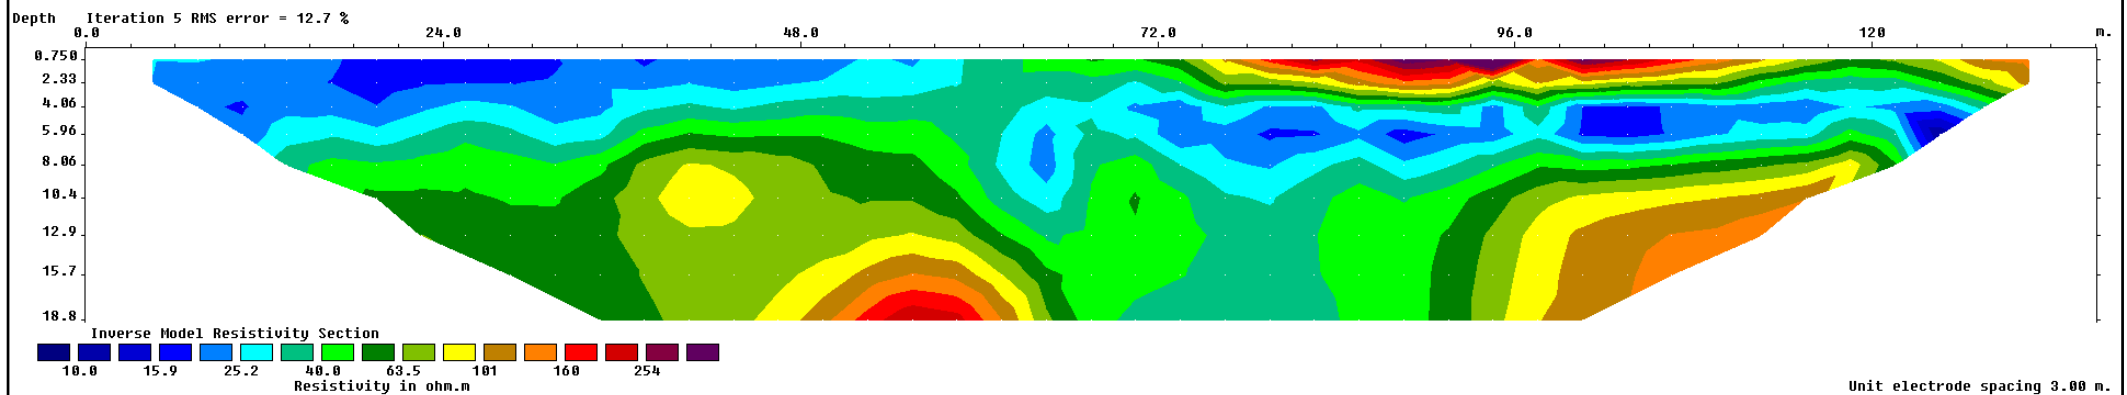 Depth Iteration 5 RMS error = 12.7 %
0.0 24.0 48.0 72.0 96.0 120 m.
0.750
2.33
4.06
5.96
8.06
10.4
12.9
15.7
18.8
Inverse Model Resistivity Section
10.0 15.9 25.2 40.0 63.5 101 160 254
Resistivity in ohm.m
Unit electrode spacing 3.00 m.